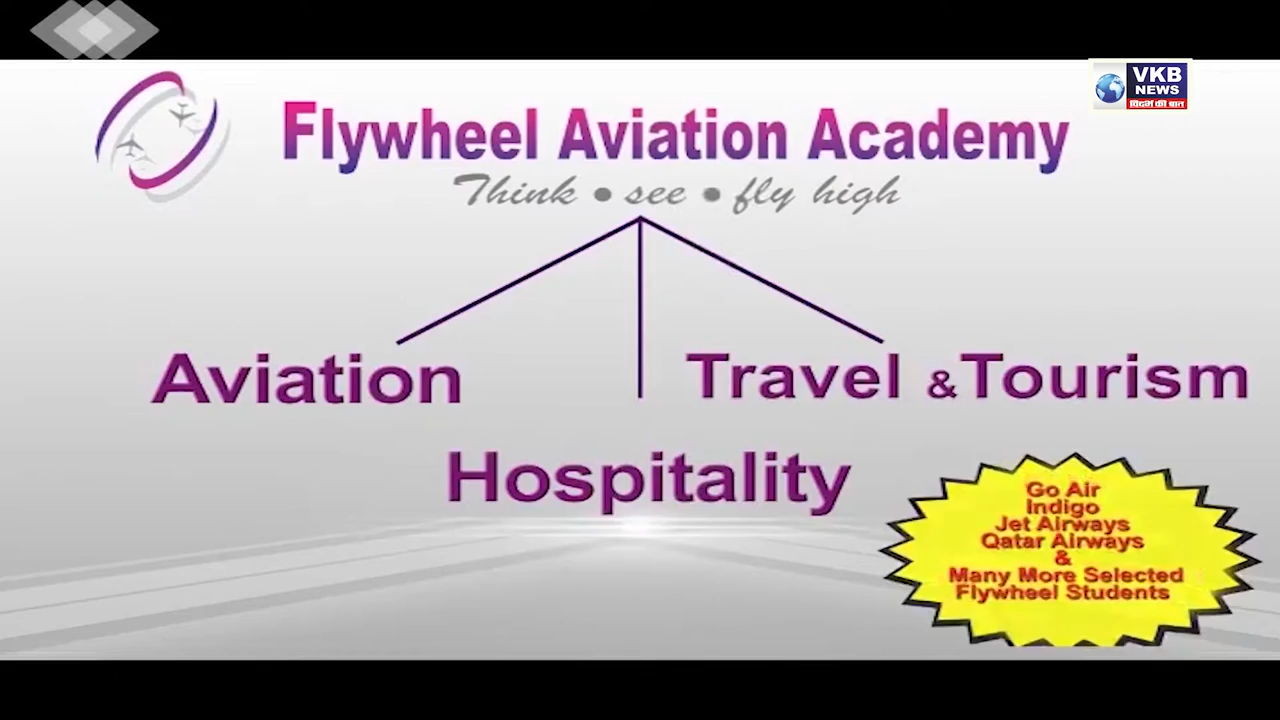 VKB
NEWS
विदर्भ की बात
Flywheel Aviation Academy
Think • see • fly high
Aviation
Travel & Tourism
Hospitality
Go Air
Indigo
Jet Airways
Qatar Airways
&
Many More Selected
Flywheel Students